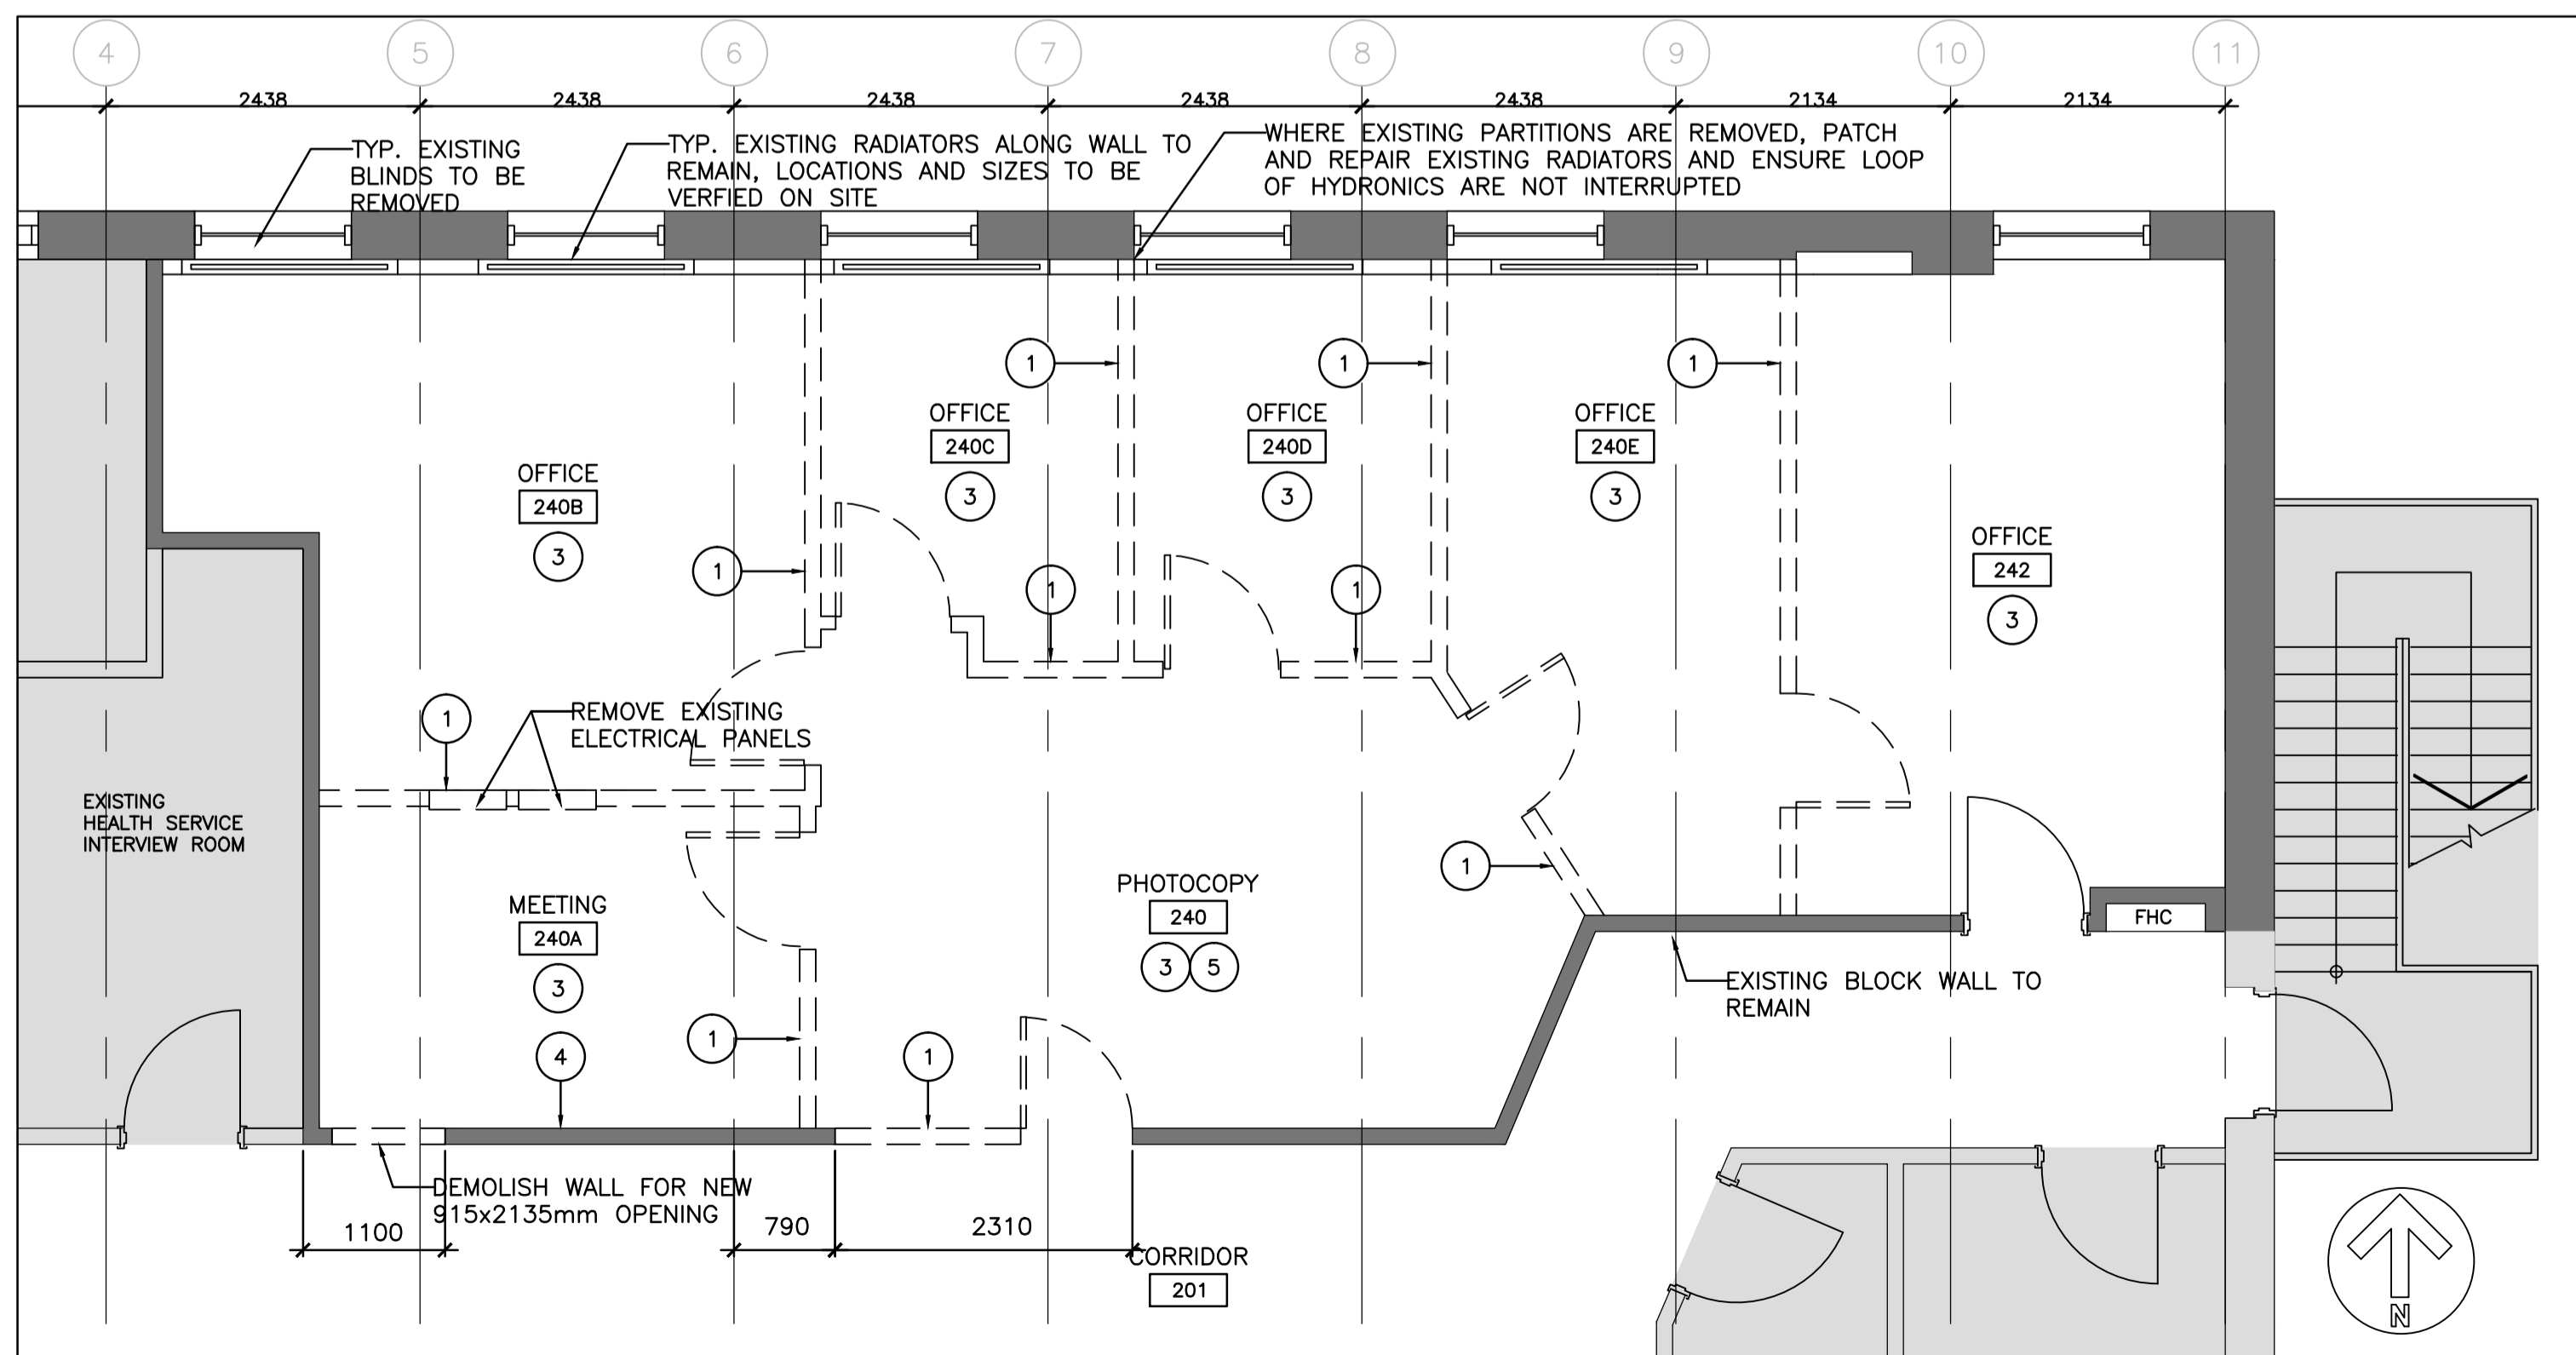 4 5 6 7 8 9 10 11
2438 2438 2438 2438 2438 2134 2134
TYP. EXISTING
BLINDS TO BE
REMOVED
TYP. EXISTING RADIATORS ALONG WALL TO
REMAIN, LOCATIONS AND SIZES TO BE
VERFIED ON SITE
WHERE EXISTING PARTITIONS ARE REMOVED, PATCH
AND REPAIR EXISTING RADIATORS AND ENSURE LOOP
OF HYDRONICS ARE NOT INTERRUPTED
1 1 1
OFFICE
240B
3
OFFICE
240C
3
OFFICE
240D
3
OFFICE
240E
3
OFFICE
242
3
1 1 1
1
REMOVE EXISTING
ELECTRICAL PANELS
EXISTING
HEALTH SERVICE
INTERVIEW ROOM
MEETING
240A
3
4
1
1
PHOTOCOPY
240
3 5
1
FHC
EXISTING BLOCK WALL TO
REMAIN
DEMOLISH WALL FOR NEW
915x2135mm OPENING
1100 790 2310
CORRIDOR
201
N